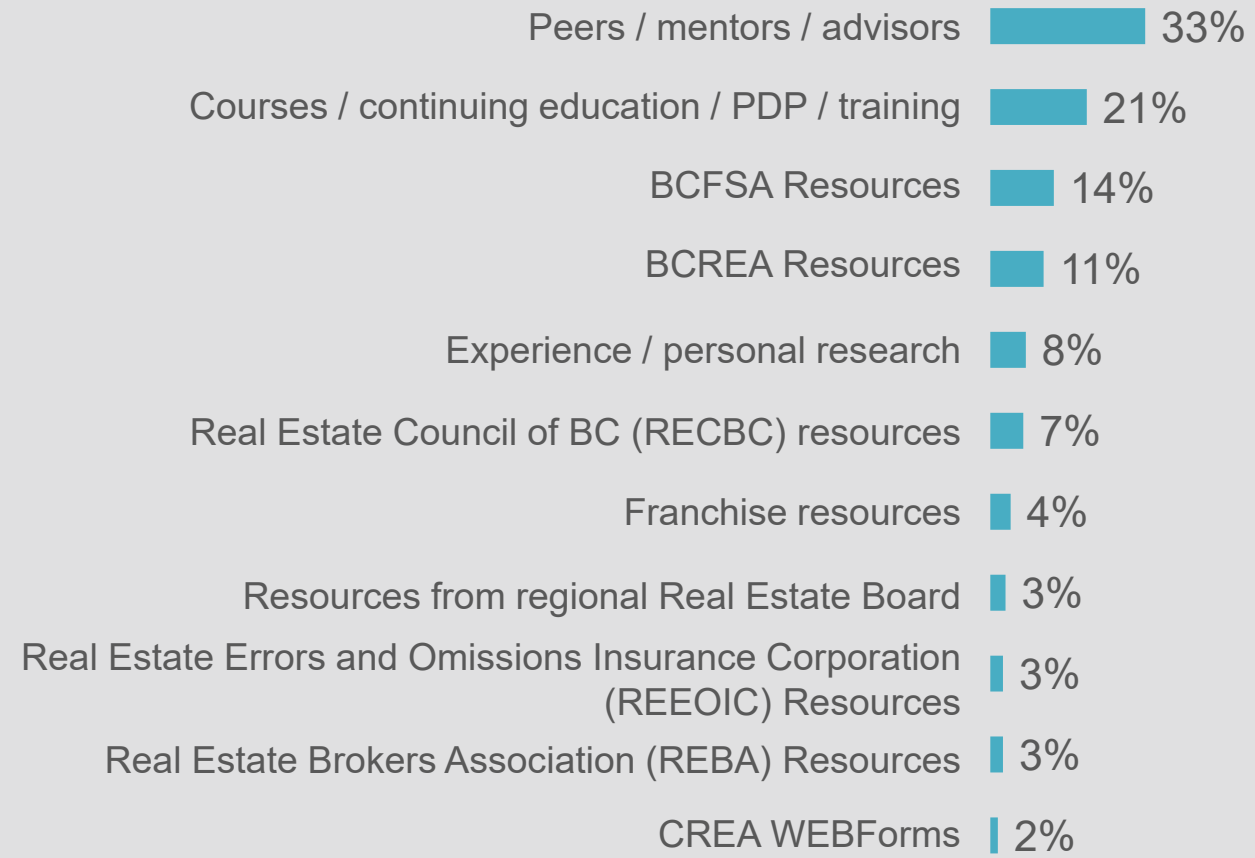 Peers / mentors / advisors 33%
Courses / continuing education / PDP / training 21%
BCFSA Resources 14%
BCREA Resources 11%
Experience / personal research 8%
Real Estate Council of BC (RECBC) resources 7%
Franchise resources 4%
Resources from regional Real Estate Board 3%
Real Estate Errors and Omissions Insurance Corporation
(REEOIC) Resources 3%
Real Estate Brokers Association (REBA) Resources 3%
CREA WEBForms 2%